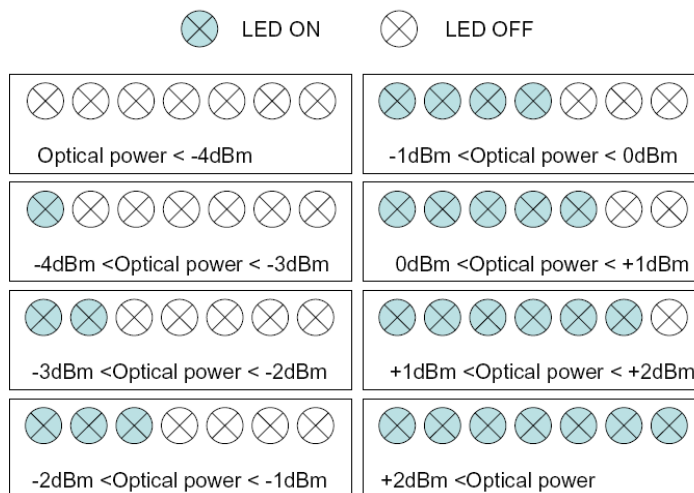 LED ON
LED OFF
Optical power < -4dBm
-1dBm <Optical power < 0dBm
-4dBm <Optical power < -3dBm
0dBm <Optical power < +1dBm
-3dBm <Optical power < -2dBm
+1dBm <Optical power < +2dBm
-2dBm <Optical power < -1dBm
+2dBm <Optical power